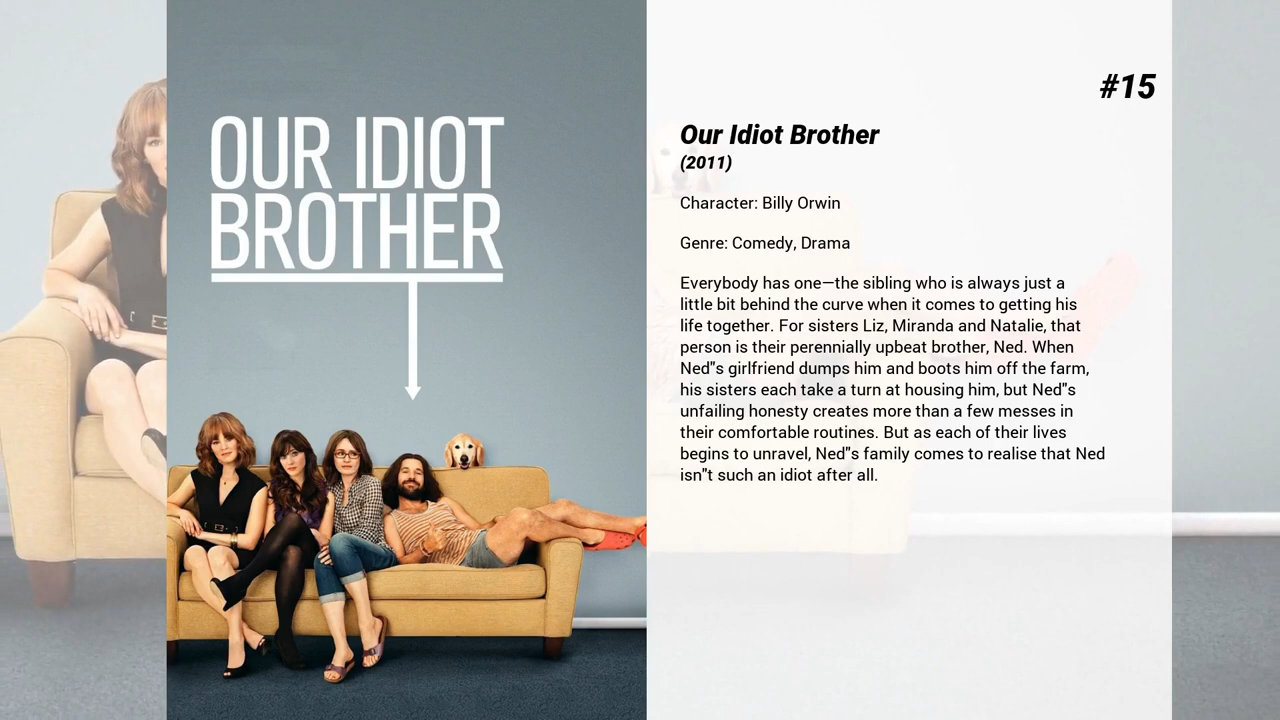 OUR IDIOT
BROTHER
#15
Our Idiot Brother
(2011)
Character: Billy Orwin
Genre: Comedy, Drama
Everybody has one—the sibling who is always just a
little bit behind the curve when it comes to getting his
life together. For sisters Liz, Miranda and Natalie, that
person is their perennially upbeat brother, Ned. When
Ned"s girlfriend dumps him and boots him off the farm,
his sisters each take a turn at housing him, but Ned"s
unfailing honesty creates more than a few messes in
their comfortable routines. But as each of their lives
begins to unravel, Ned"s family comes to realise that Ned
isn"t such an idiot after all.